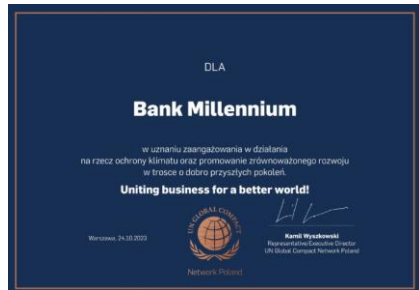 DLA
Bank Millennium
w uznaniu zaangażowania w działania
na rzecz ochrony klimatu oraz promowanie zrównoważonego rozwoju
w trosce o dobro przyszłych pokoleń.
Uniting business for a better world!
UN GLOBAL COMPACT
Warszawa, 24.10.2023
Kamil Wyszkowski
Representative/Executive Director
UN Global Compact Network Poland
Network Poland